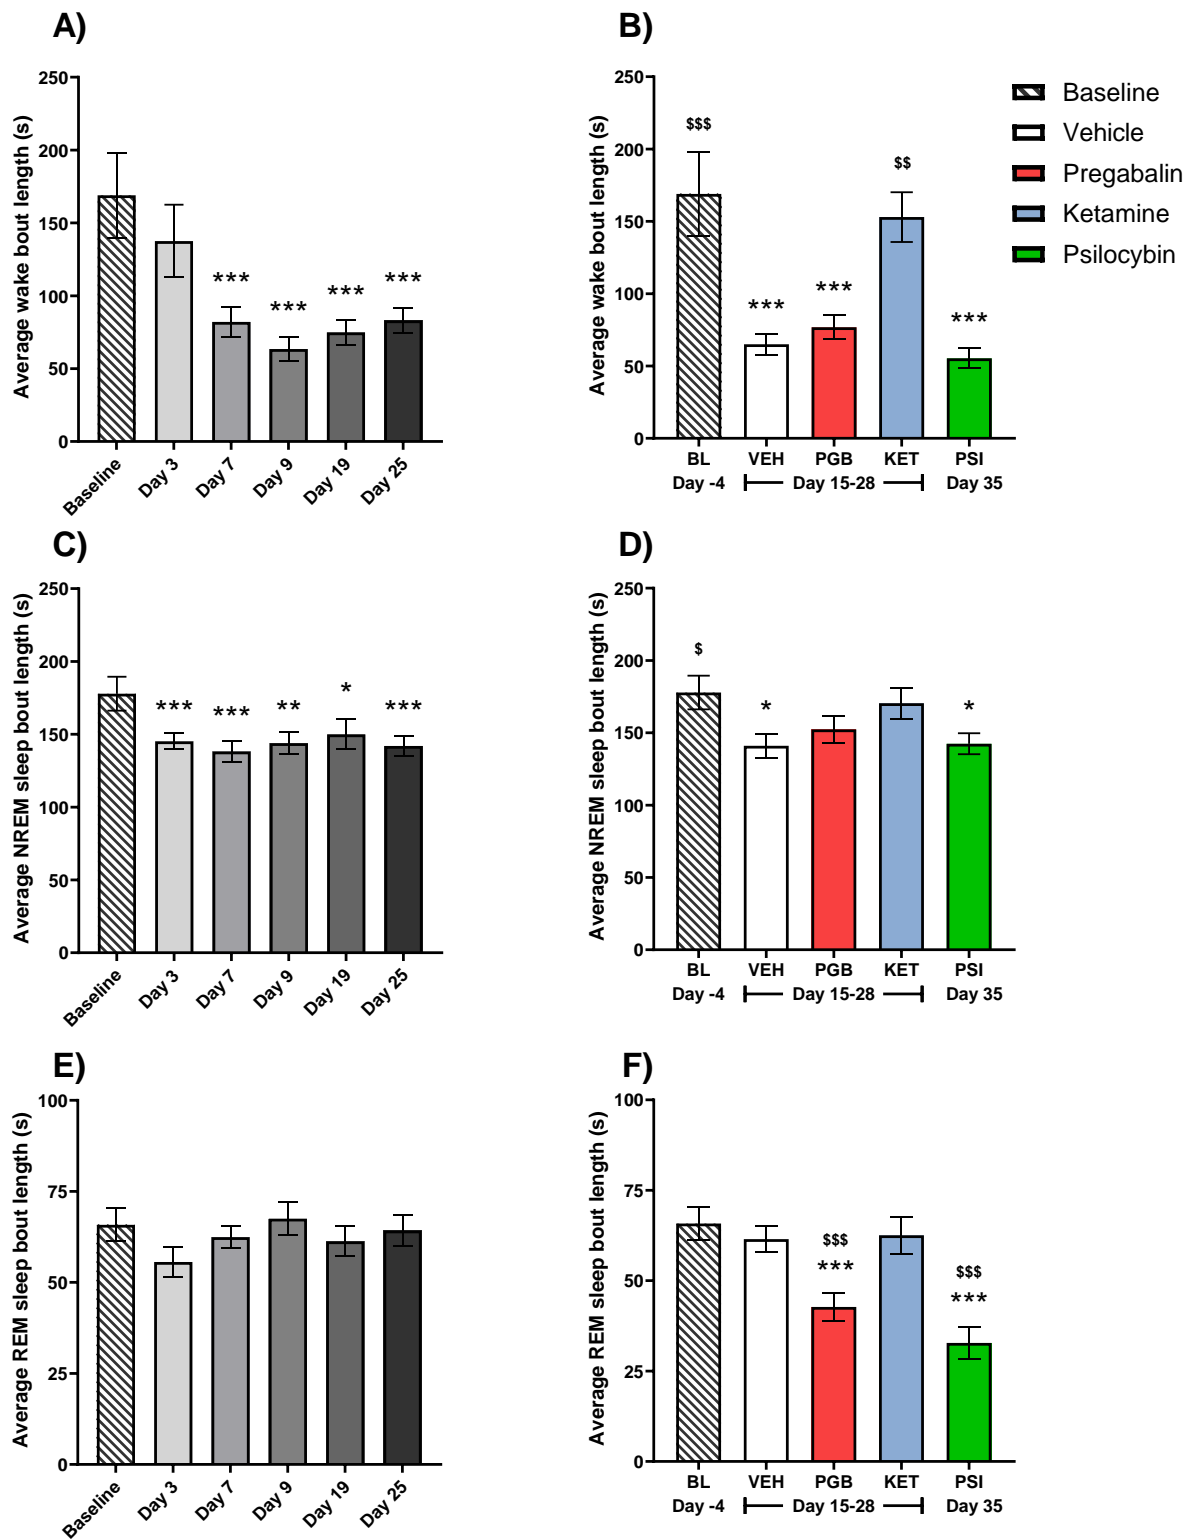 A)
Average wake bout length (s)
250
200
150
100
50
0
***
***
***
***
Baseline
Day 3
Day 7
Day 9
Day 19
Day 25
B)
Average wake bout length (s)
250
200
150
100
50
0
$$$
***
***
$$
***
BL VEH PGB KET PSI
Day -4 Day 15-28 Day 35
Baseline
Vehicle
Pregabalin
Ketamine
Psilocybin
C)
Average NREM sleep bout length (s)
250
200
150
100
50
0
***
***
**
*
***
Baseline
Day 3
Day 7
Day 9
Day 19
Day 25
D)
Average NREM sleep bout length (s)
250
200
150
100
50
0
$
*
*
BL VEH PGB KET PSI
Day -4 Day 15-28 Day 35
E)
Average REM sleep bout length (s)
100
75
50
25
0
Baseline
Day 3
Day 7
Day 9
Day 19
Day 25
F)
Average REM sleep bout length (s)
100
75
50
25
0
$$$
***
$$$
***
BL VEH PGB KET PSI
Day -4 Day 15-28 Day 35